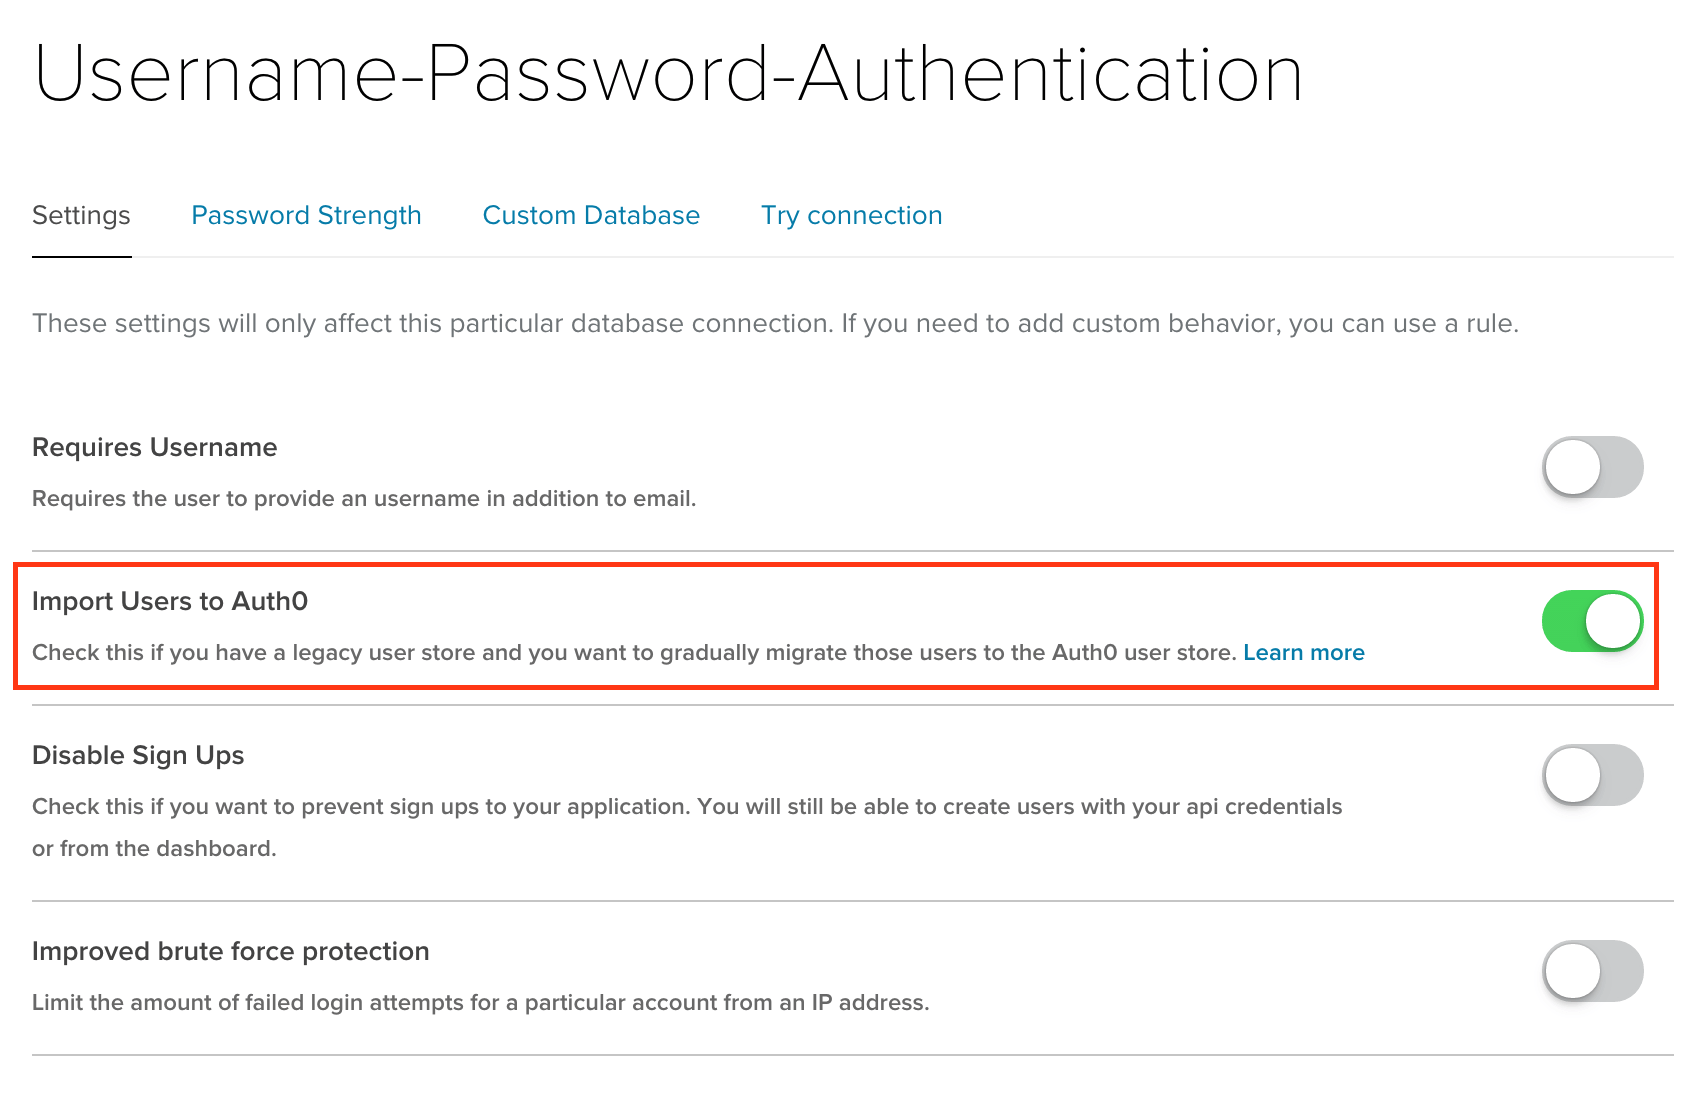 Username-Password-Authentication
Settings Password Strength Custom Database Try connection
These settings will only affect this particular database connection. If you need to add custom behavior, you can use a rule.
Requires Username
Requires the user to provide an username in addition to email.
Import Users to Auth0
Check this if you have a legacy user store and you want to gradually migrate those users to the Auth0 user store. Learn more
Disable Sign Ups
Check this if you want to prevent sign ups to your application. You will still be able to create users with your api credentials
or from the dashboard.
Improved brute force protection
Limit the amount of failed login attempts for a particular account from an IP address.